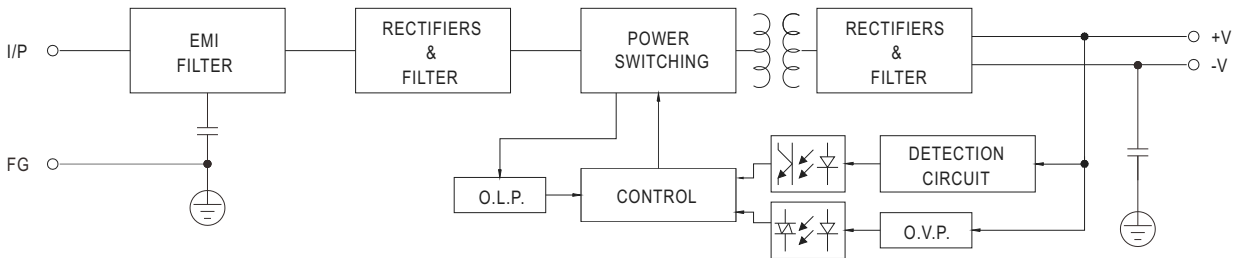 I/P
EMI
FILTER
RECTIFIERS
&
FILTER
POWER
SWITCHING
RECTIFIERS
&
FILTER
+V
-V
FG
O.L.P.
CONTROL
DETECTION
CIRCUIT
O.V.P.